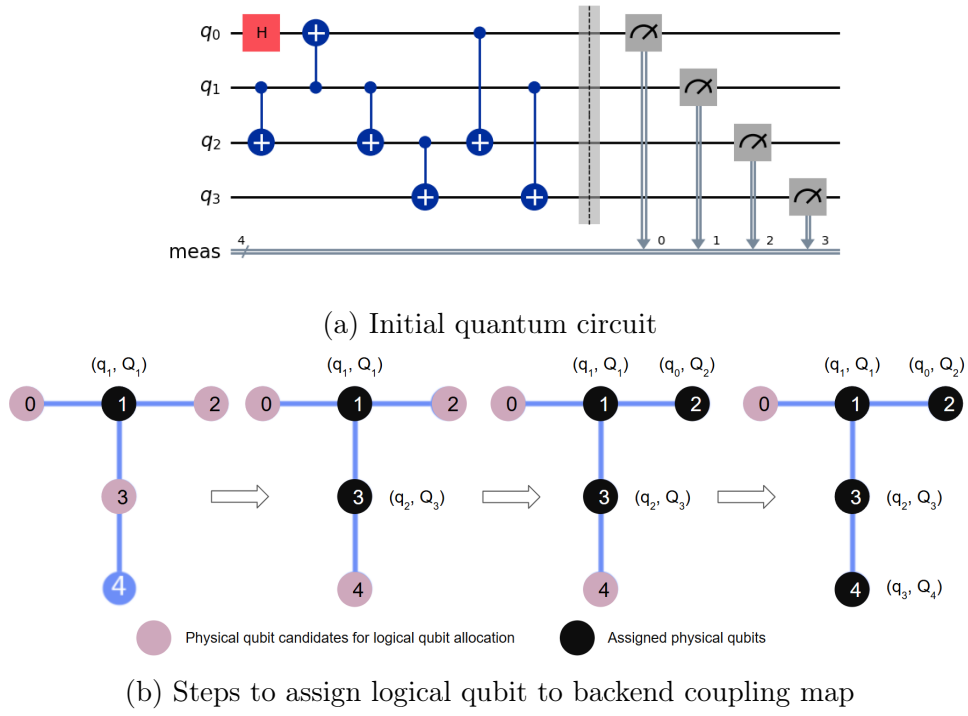 q0 H
q1
q2
q3
meas 4 0 1 2 3
(a) Initial quantum circuit
(q1, Q1) (q1, Q1) (q1, Q1) (q0, Q2) (q1, Q1) (q0, Q2)
0 1 2 0 1 2 0 1 2 0 1 2
3 3 (q2, Q3) 3 (q2, Q3) 3 (q2, Q3)
4 4 4 4 (q3, Q4)
Physical qubit candidates for logical qubit allocation Assigned physical qubits
(b) Steps to assign logical qubit to backend coupling map